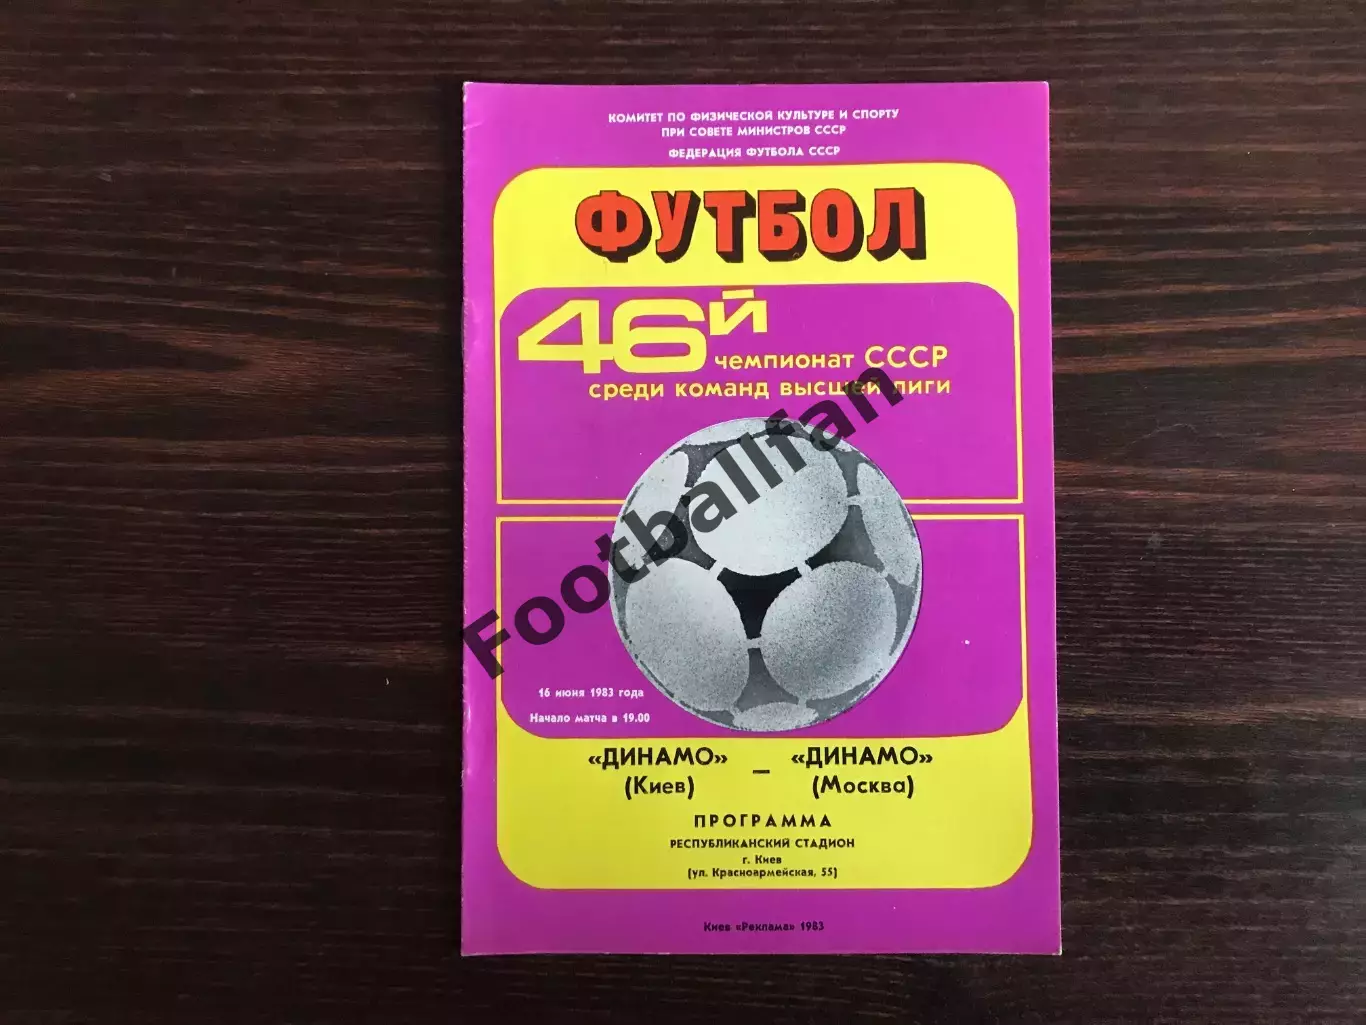 КОМИТЕТ ПО ФИЗИЧЕСКОЙ КУЛЬТУРЕ И СПОРТУ
ПРИ СОВЕТЕ МИНИСТРОВ СССР
ФЕДЕРАЦИЯ ФУТБОЛА СССР
ФУТБОЛ
46Й
чемпионат СССР
среди команд высшей лиги
Footballfan
16 июня 1983 года
Начало матча в 19.00
«ДИНАМО» — «ДИНАМО»
(Киев) (Москва)
ПРОГРАММА
РЕСПУБЛИКАНСКИЙ СТАДИОН
г. Киев
(ул. Красноармейская, 55)
Киев «Реклама» 1983